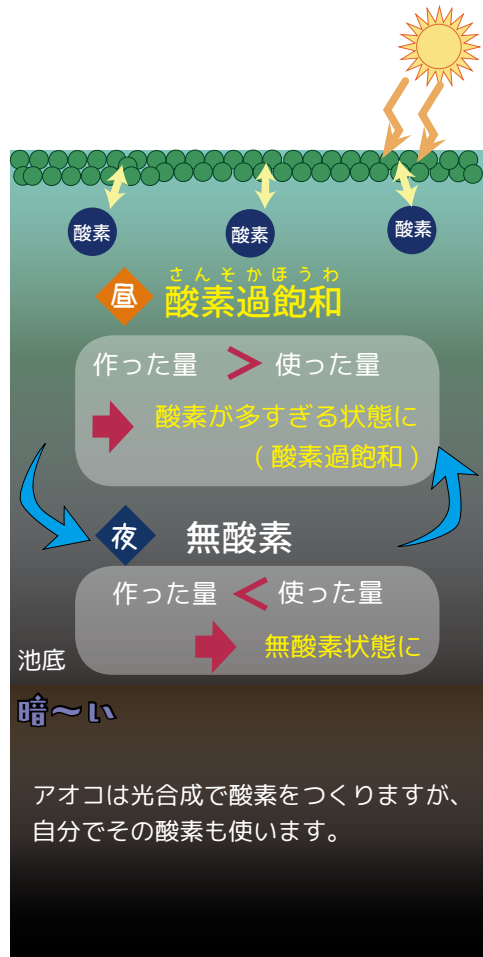 酸素
酸素
酸素
さんそかほうわ
昼 酸素過飽和
作った量 > 使った量
酸素が多すぎる状態に
(酸素過飽和)
夜 無酸素
作った量 < 使った量
無酸素状態に
池底
暗〜い
アオコは光合成で酸素をつくりますが、
自分でその酸素も使います。